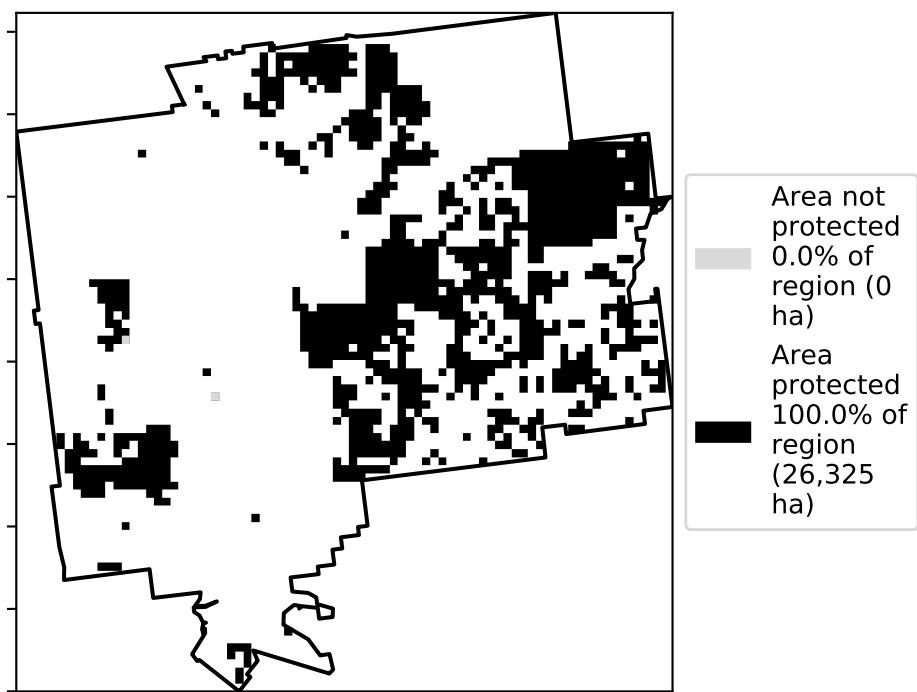 Area not
protected
0.0% of
region (0
ha)
Area
protected
100.0% of
region
(26,325
ha)